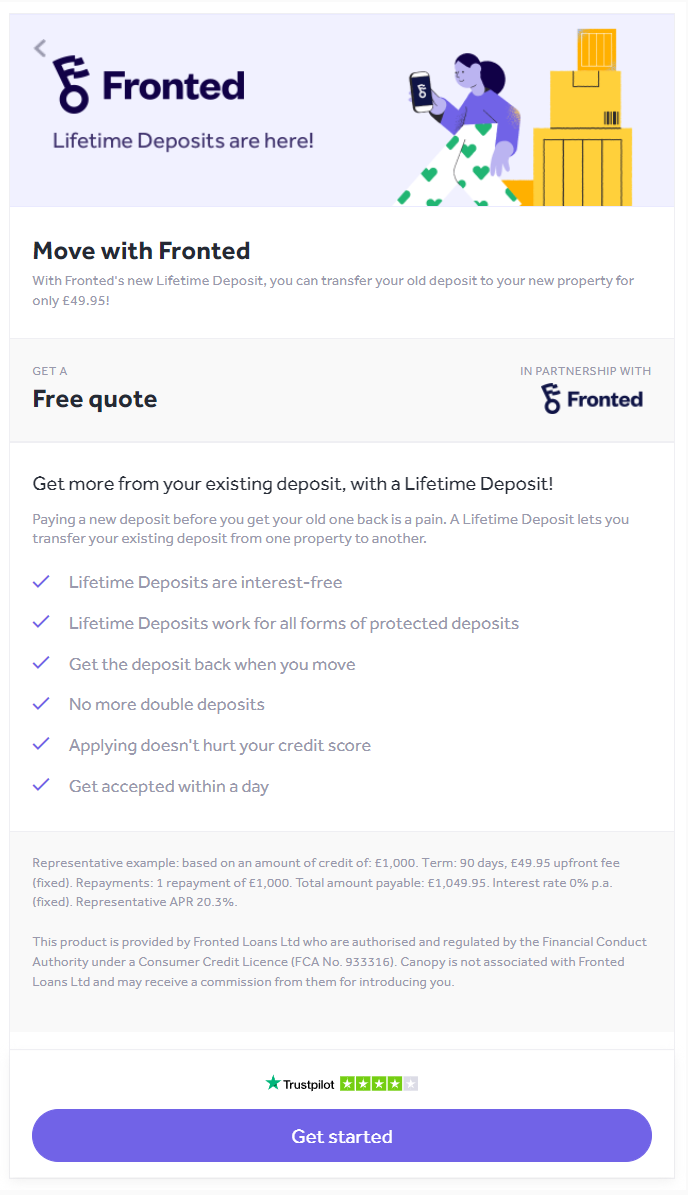 Fronted
Lifetime Deposits are here!
Move with Fronted
With Fronted's new Lifetime Deposit, you can transfer your old deposit to your new property for
only £49.95!
GET A
Free quote
IN PARTNERSHIP WITH
Fronted
Get more from your existing deposit, with a Lifetime Deposit!
Paying a new deposit before you get your old one back is a pain. A Lifetime Deposit lets you
transfer your existing deposit from one property to another.
Lifetime Deposits are interest-free
Lifetime Deposits work for all forms of protected deposits
Get the deposit back when you move
No more double deposits
Applying doesn't hurt your credit score
Get accepted within a day
Representative example: based on an amount of credit of: £1,000. Term: 90 days, £49.95 upfront fee
(fixed). Repayments: 1 repayment of £1,000. Total amount payable: £1,049.95. Interest rate 0% p.a.
(fixed). Representative APR 20.3%.
This product is provided by Fronted Loans Ltd who are authorised and regulated by the Financial Conduct
Authority under a Consumer Credit Licence (FCA No. 933316). Canopy is not associated with Fronted
Loans Ltd and may receive a commission from them for introducing you.
Trustpilot
Get started